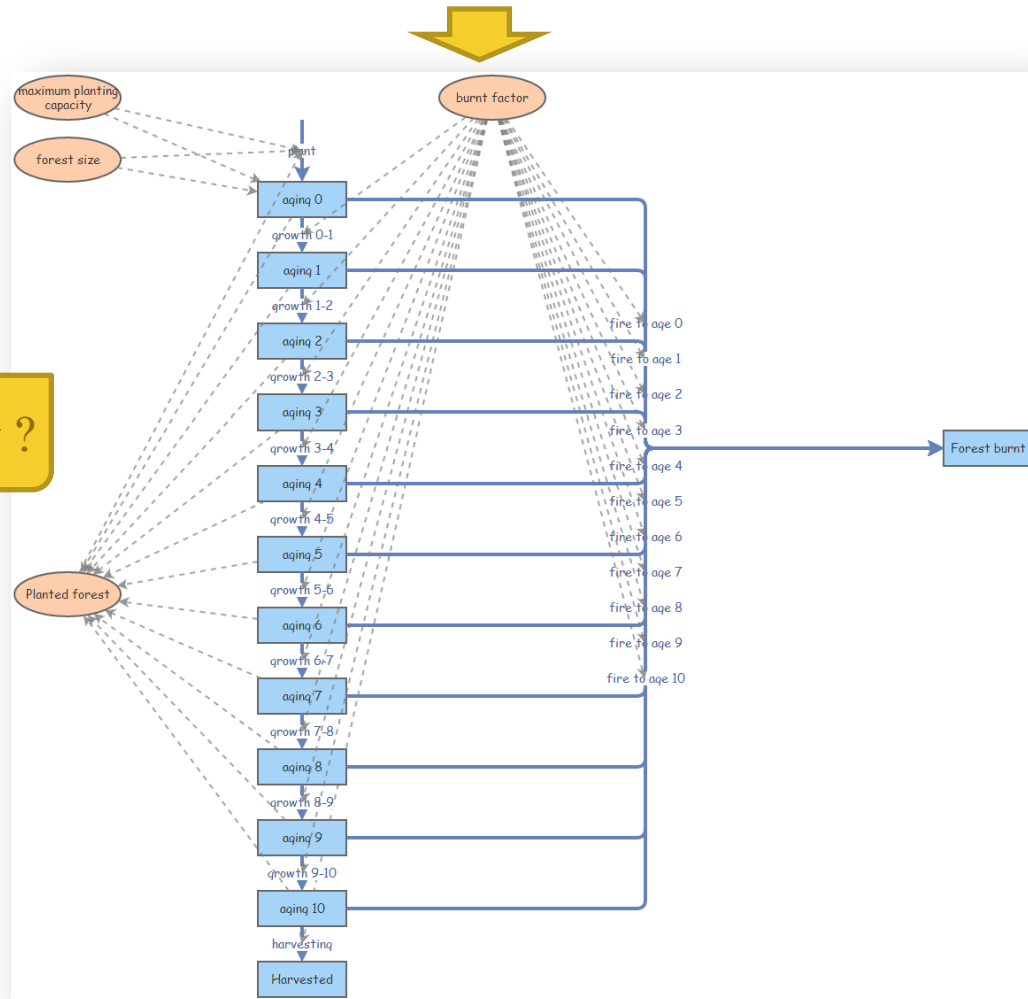 maximum planting
capacity
burnt factor
forest size
plant
aging 0
growth 0-1
aging 1
growth 1-2
fire to age 0
aging 2
fire to age 1
growth 2-3
fire to age 2
aging 3
fire to age 3
?
growth 3-4
Forest burnt
fire to age 4
aging 4
fire to age 5
growth 4-5
fire to age 6
aging 5
fire to age 7
growth 5-6
Planted forest
fire to age 8
aging 6
fire to age 9
growth 6-7
fire to age 10
aging 7
growth 7-8
aging 8
growth 8-9
aging 9
growth 9-10
aging 10
harvesting
Harvested